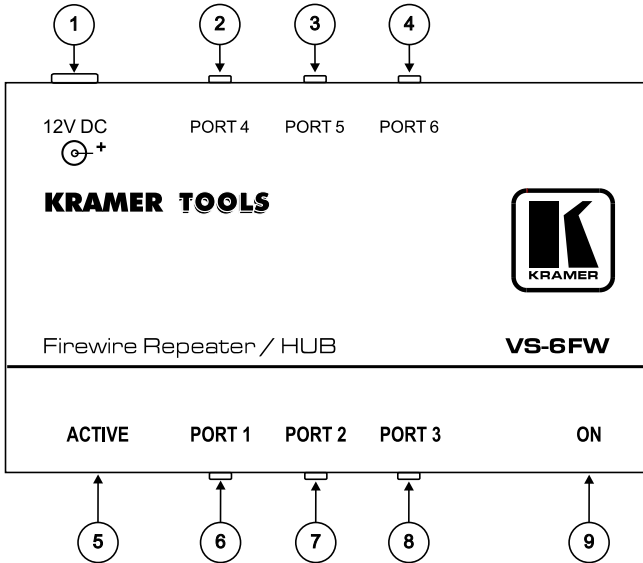 1 2 3 4
12V DC PORT 4 PORT 5 PORT 6
+
KRAMER TOOLS
K
KRAMER
Firewire Repeater / HUB VS-6FW
ACTIVE PORT 1 PORT 2 PORT 3 ON
5 6 7 8 9